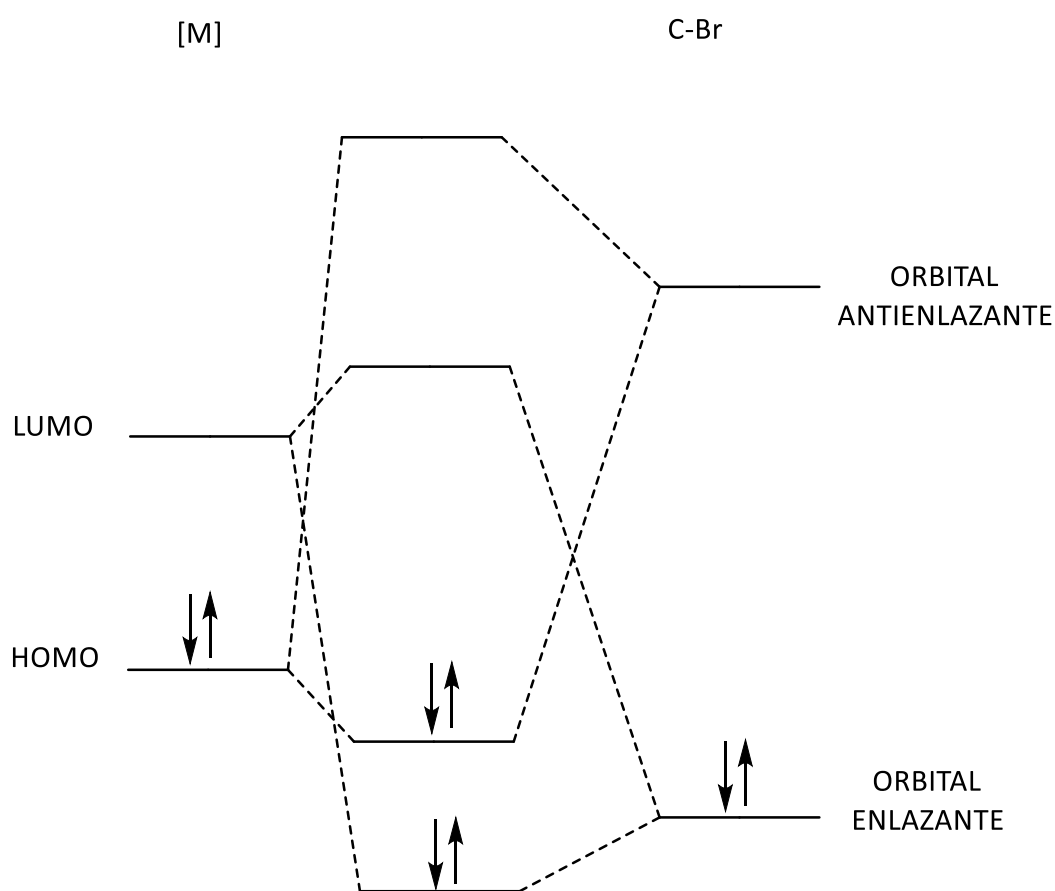 [M]
C-Br
ORBITAL
ANTIENLAZANTE
LUMO
HOMO
ORBITAL
ENLAZANTE